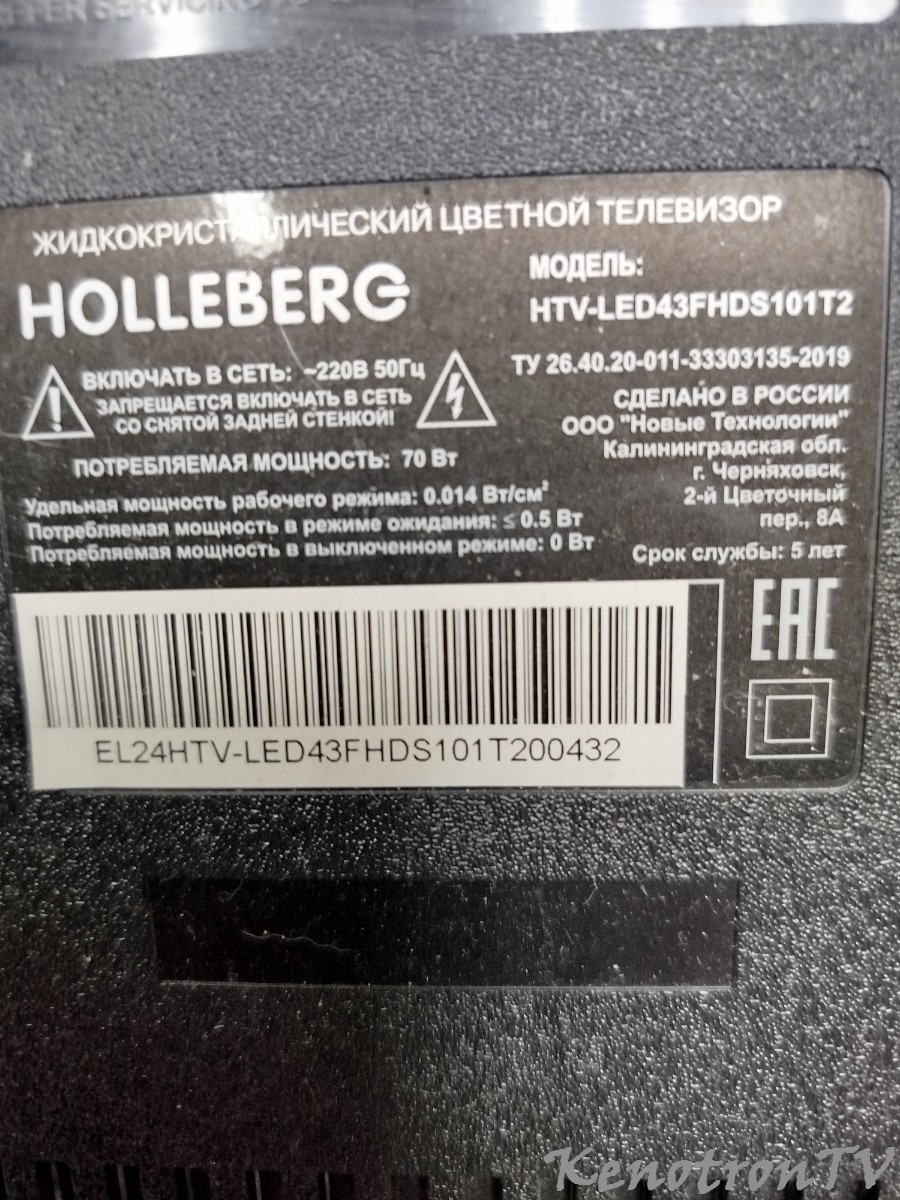 SERVICING TO
ЖИДКОКРИСТАЛЛИЧЕСКИЙ ЦВЕТНОЙ ТЕЛЕВИЗОР
HOLLEBERG
МОДЕЛЬ:
HTV-LED43FHDS101T2
ВКЛЮЧАТЬ В СЕТЬ: ~220В 50Гц
ЗАПРЕЩАЕТСЯ ВКЛЮЧАТЬ В СЕТЬ
СО СНЯТОЙ ЗАДНЕЙ СТЕНКОЙ!
ПОТРЕБЛЯЕМАЯ МОЩНОСТЬ: 70 Вт
Удельная мощность рабочего режима: 0.014 Вт/см²
Потребляемая мощность в режиме ожидания: ≤ 0.5 Вт
Потребляемая мощность в выключенном режиме: 0 Вт
ТУ 26.40.20-011-33303135-2019
СДЕЛАНО В РОССИИ
ООО "Новые Технологии"
Калининградская обл.
г. Черняховск,
2-й Цветочный
пер., 8А
Срок службы: 5 лет
EAC
EL24HTV-LED43FHDS101T200432
KenotronTV